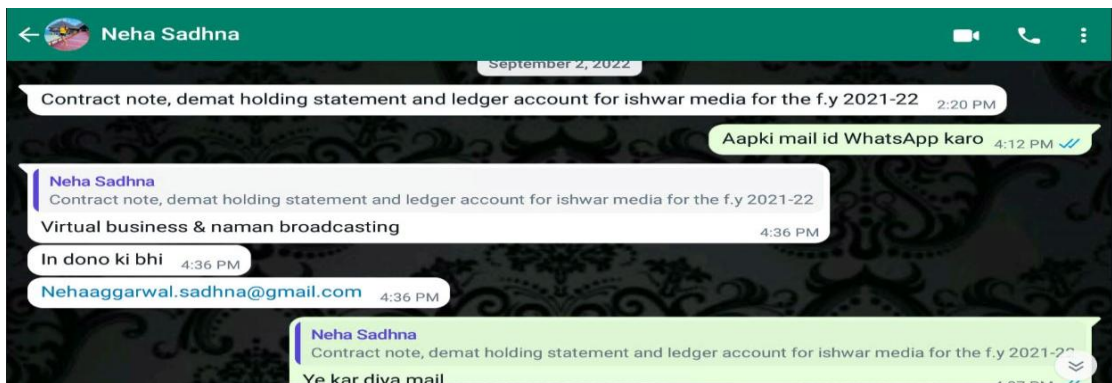 Neha Sadhna
September 2, 2022
Contract note, demat holding statement and ledger account for ishwar media for the f.y 2021-22 2:20 PM
Aapki mail id WhatsApp karo 4:12 PM
Neha Sadhna
Contract note, demat holding statement and ledger account for ishwar media for the f.y 2021-22
Virtual business & naman broadcasting 4:36 PM
In dono ki bhi 4:36 PM
Nehaaggarwal.sadhna@gmail.com 4:36 PM
Neha Sadhna
Contract note, demat holding statement and ledger account for ishwar media for the f.y 2021-22
Ye kar diya mail